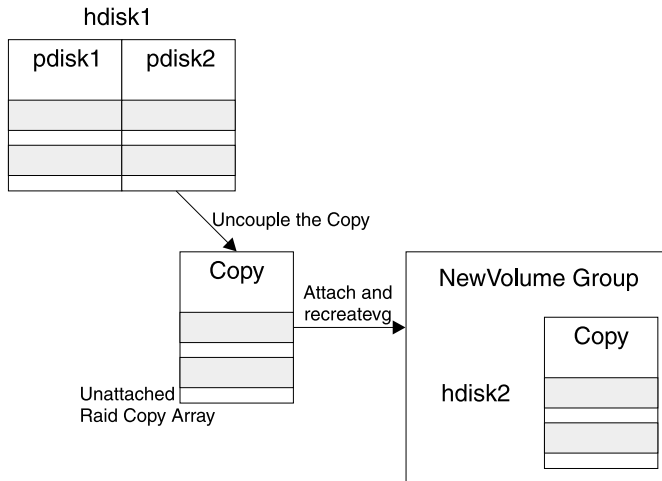 hdisk1
pdisk1 pdisk2
Uncouple the Copy
Copy
Unattached
Raid Copy Array
Attach and
recreatevg
NewVolume Group
Copy
hdisk2